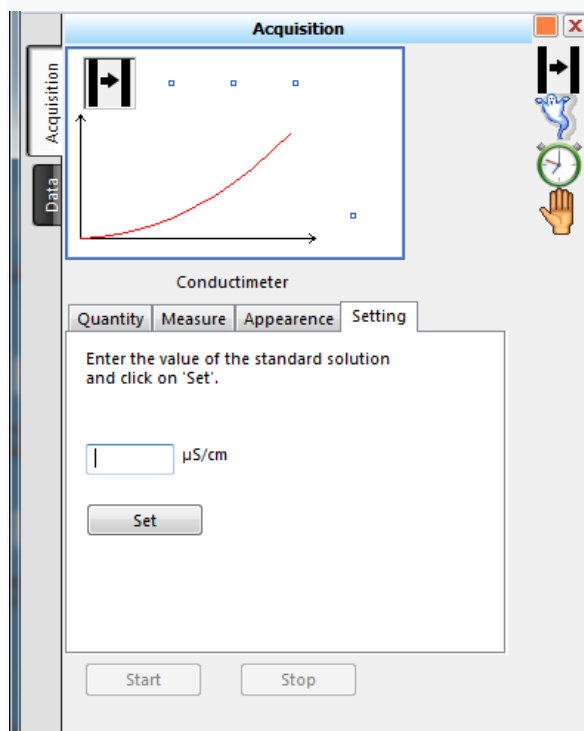 Acquisition
Acquisition
Data
Conductimeter
Quantity Measure Appearence Setting
Enter the value of the standard solution
and click on 'Set'.
µS/cm
Set
Start Stop